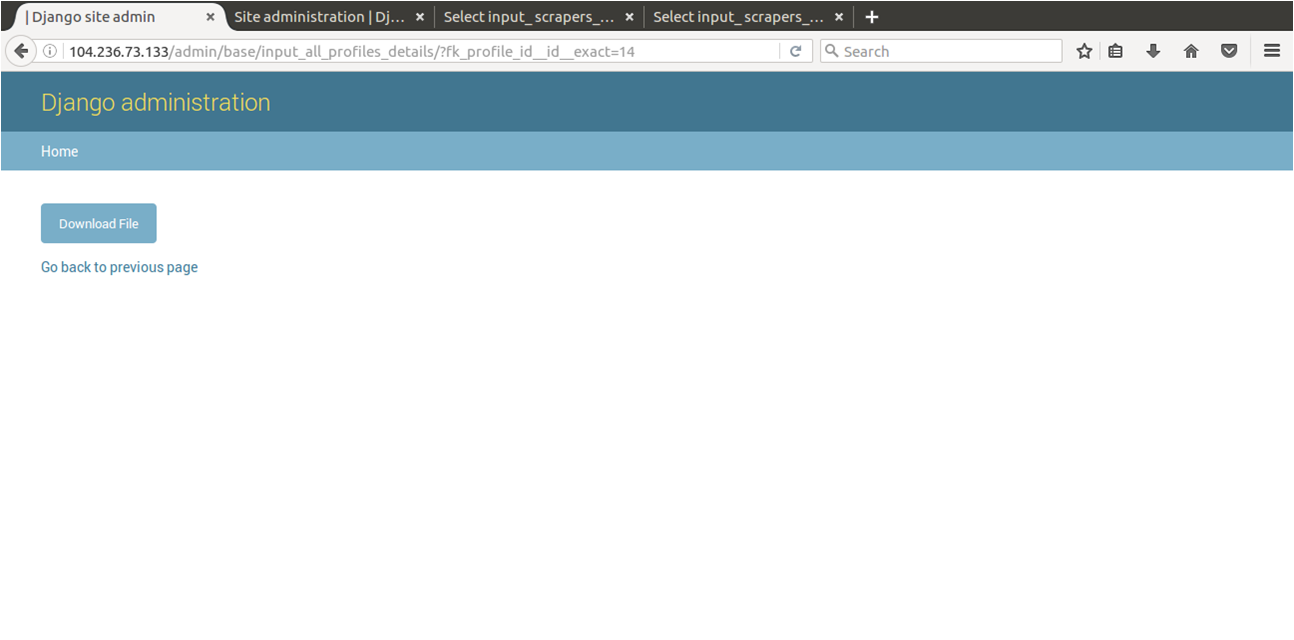 | Django site admin
Site administration | Dj...
Select input_scrapers_...
Select input_scrapers_...
104.236.73.133/admin/base/input_all_profiles_details/?fk_profile_id__id__exact=14
Search
Django administration
Home
Download File
Go back to previous page